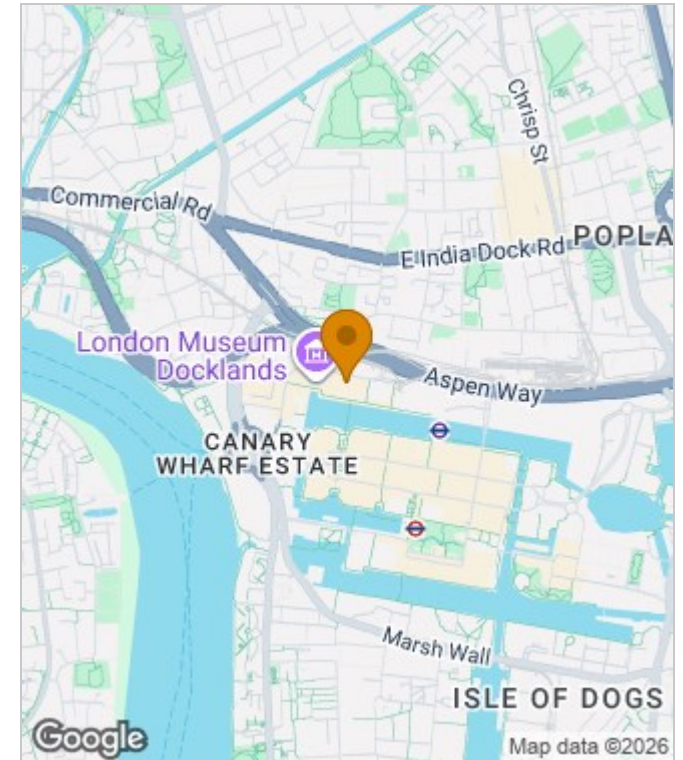 Chrisp St
Commercial Rd
E India Dock Rd
POPLA
London Museum
Docklands
Aspen Way
CANARY
WHARF ESTATE
Marsh Wall
ISLE OF DOGS
Google
Map data ©2026